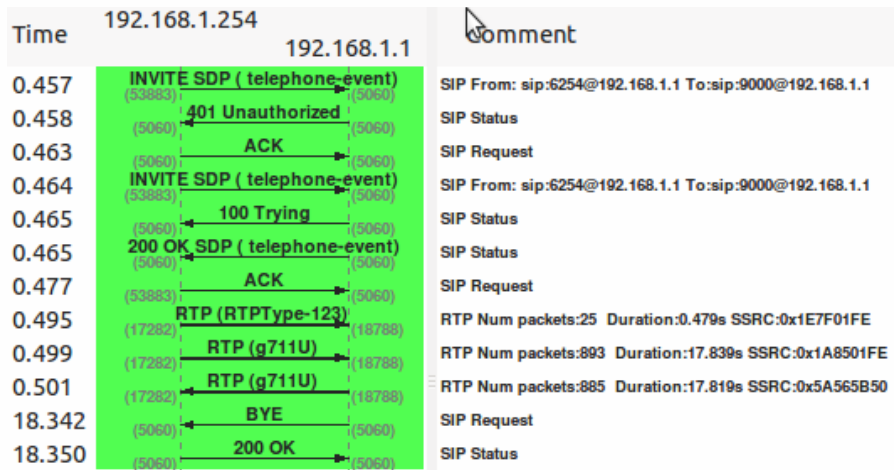 Time 192.168.1.254 192.168.1.1 Comment
0.457 INVITE SDP ( telephone-event) (53883) (5060) SIP From: sip:6254@192.168.1.1 To:sip:9000@192.168.1.1
0.458 401 Unauthorized (5060) (5060) SIP Status
0.463 ACK (5060) (5060) SIP Request
0.464 INVITE SDP ( telephone-event) (53883) (5060) SIP From: sip:6254@192.168.1.1 To:sip:9000@192.168.1.1
0.465 100 Trying (5060) (5060) SIP Status
0.465 200 OK SDP ( telephone-event) (5060) (5060) SIP Status
0.477 ACK (53883) (5060) SIP Request
0.495 RTP (RTPType-123) (17282) (18788) RTP Num packets:25 Duration:0.479s SSRC:0x1E7F01FE
0.499 RTP (g711U) (17282) (18788) RTP Num packets:893 Duration:17.839s SSRC:0x1A8501FE
0.501 RTP (g711U) (17282) (18788) RTP Num packets:885 Duration:17.819s SSRC:0x5A565B50
18.342 BYE (5060) (5060) SIP Request
18.350 200 OK (5060) (5060) SIP Status